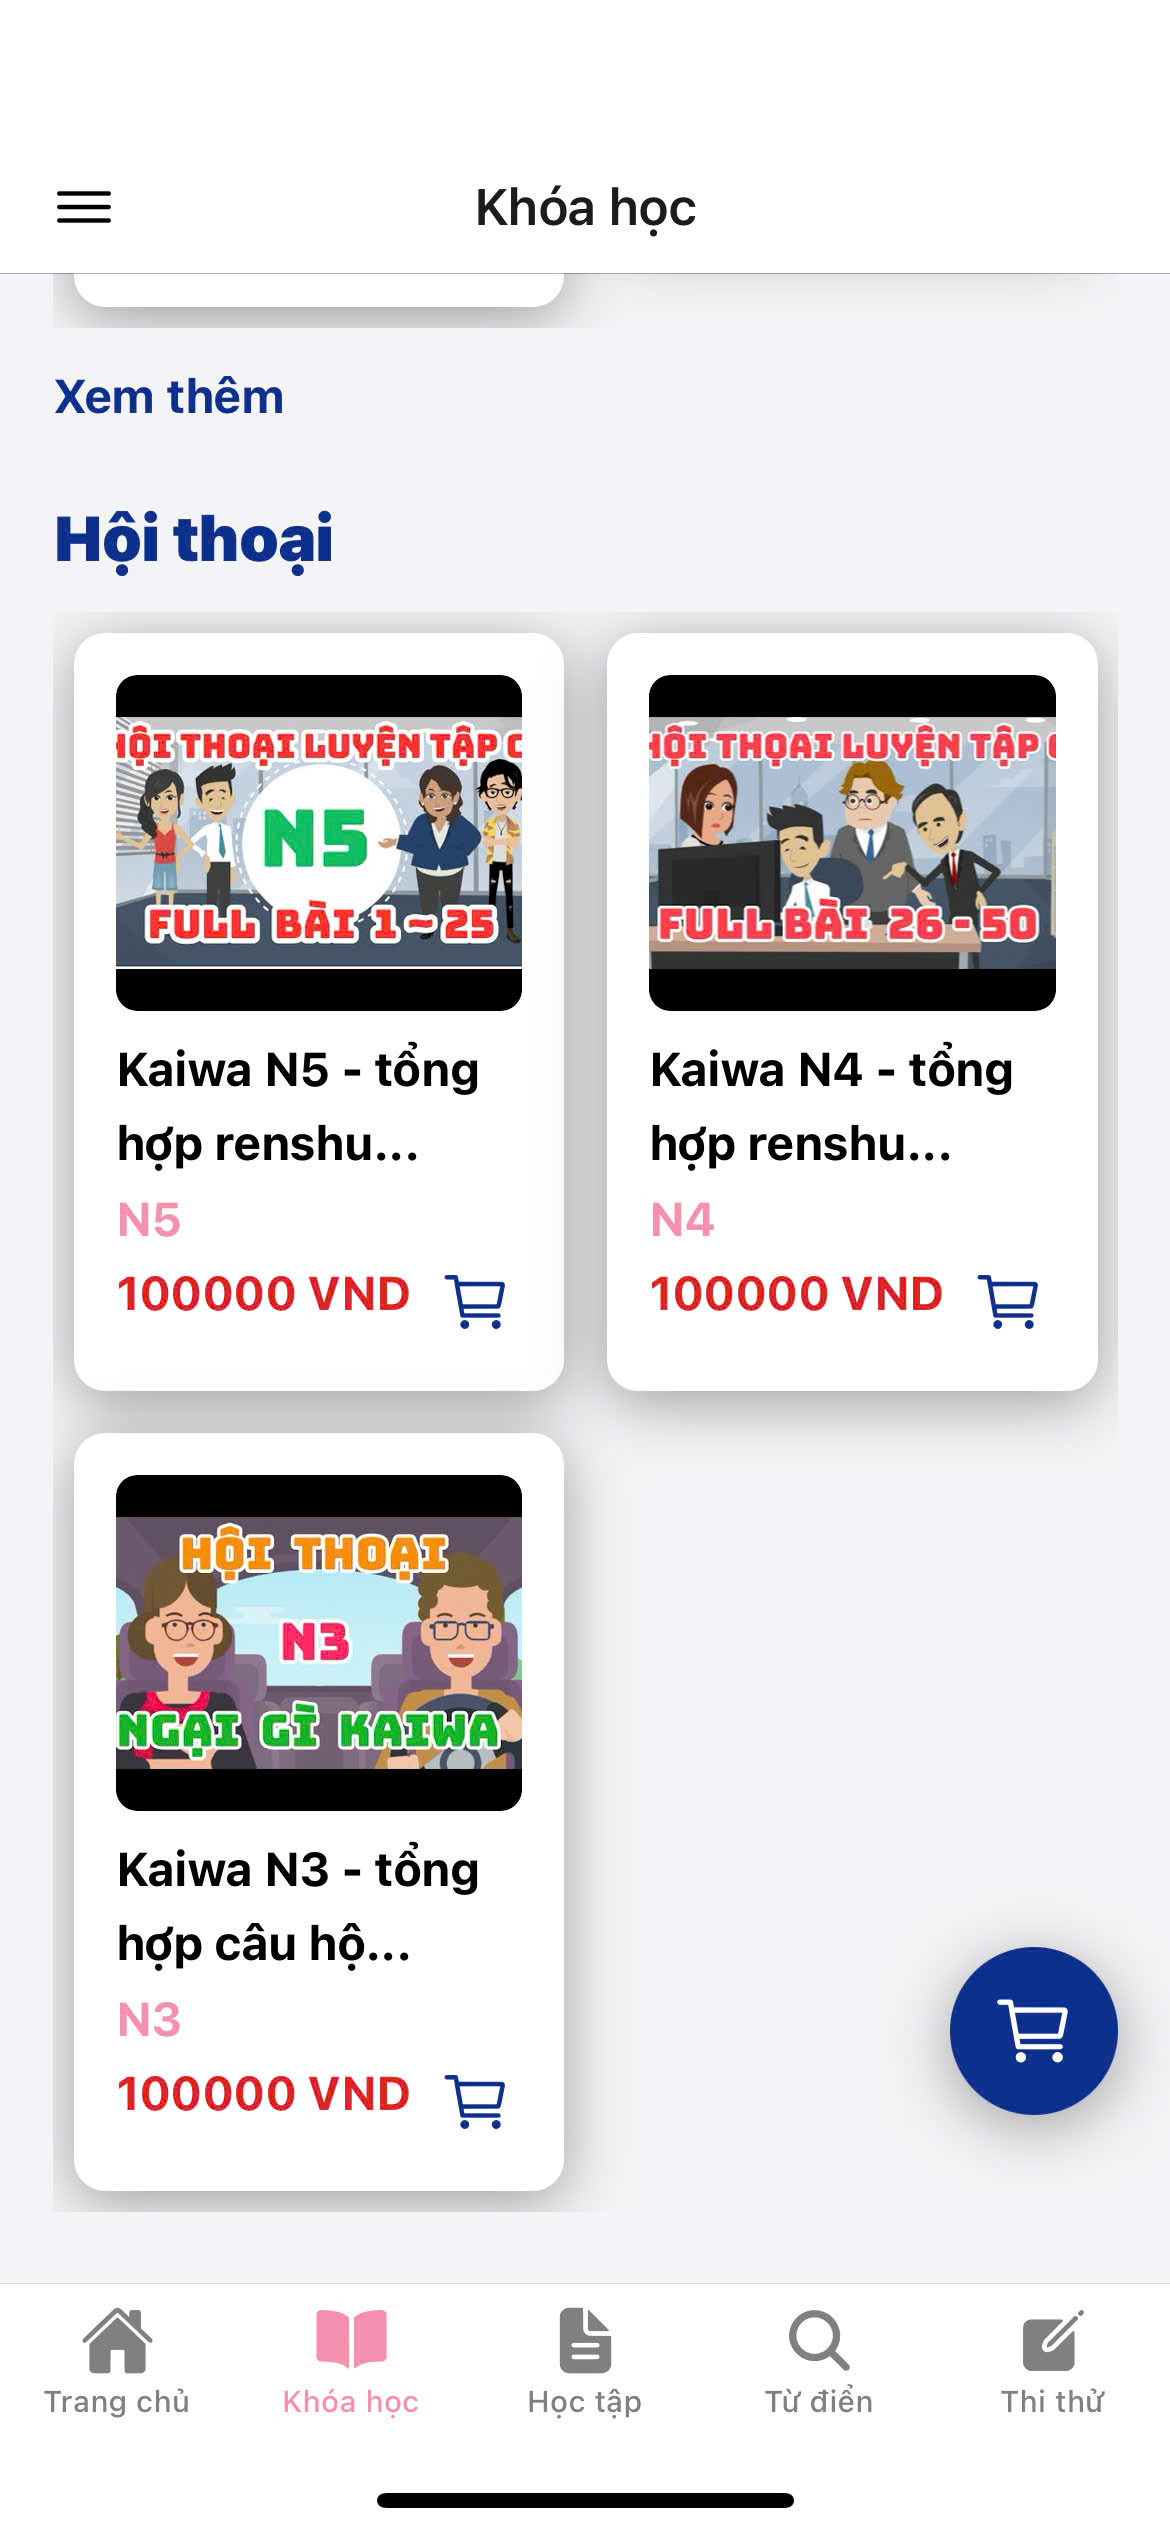 Khóa học
Xem thêm
Hội thoại
HỘI THOẠI LUYỆN TẬP C
N5
FULL BÀI 1 ~ 25
Kaiwa N5 - tổng
hợp renshu...
N5
100000 VND
HỘI THỌAI LUYỆN TẬP C
FULL BÀI 26 - 50
Kaiwa N4 - tổng
hợp renshu...
N4
100000 VND
HỘI THOẠI
N3
NGẠI GÌ KAIWA
Kaiwa N3 - tổng
hợp câu hộ...
N3
100000 VND
Trang chủ
Khóa học
Học tập
Từ điển
Thi thử